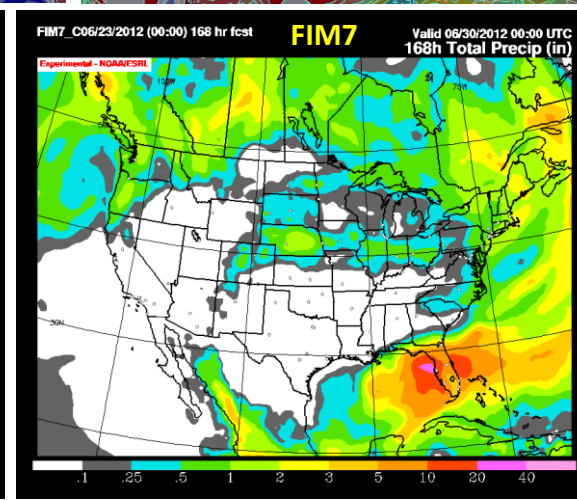 FIM7_C06/23/2012 (00:00) 168 hr fcst
FIM7
Valid 06/30/2012 00:00 UTC
168h Total Precip (in)
Experimental - NOAA/ESRL
30N
.1 .25 .5 1 2 3 5 10 20 40